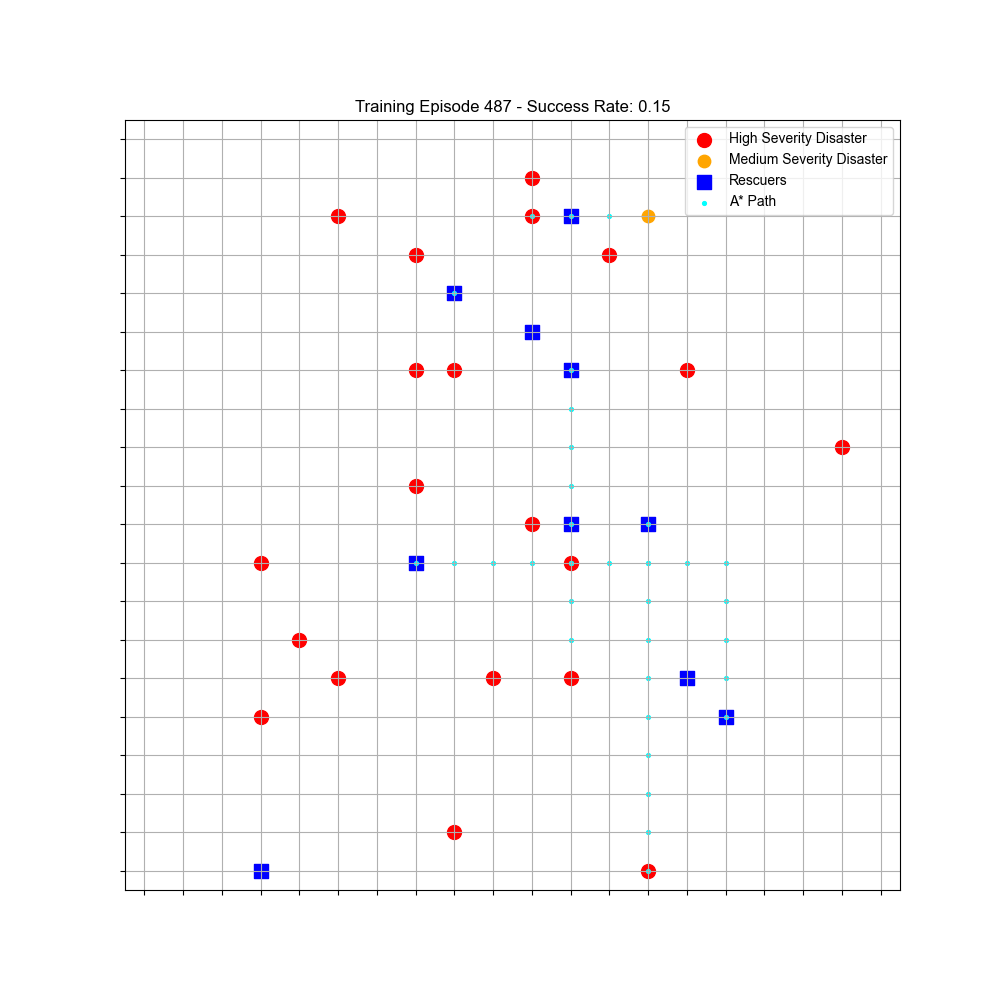 Training Episode 487 - Success Rate: 0.15
High Severity Disaster
Medium Severity Disaster
Rescuers
A* Path